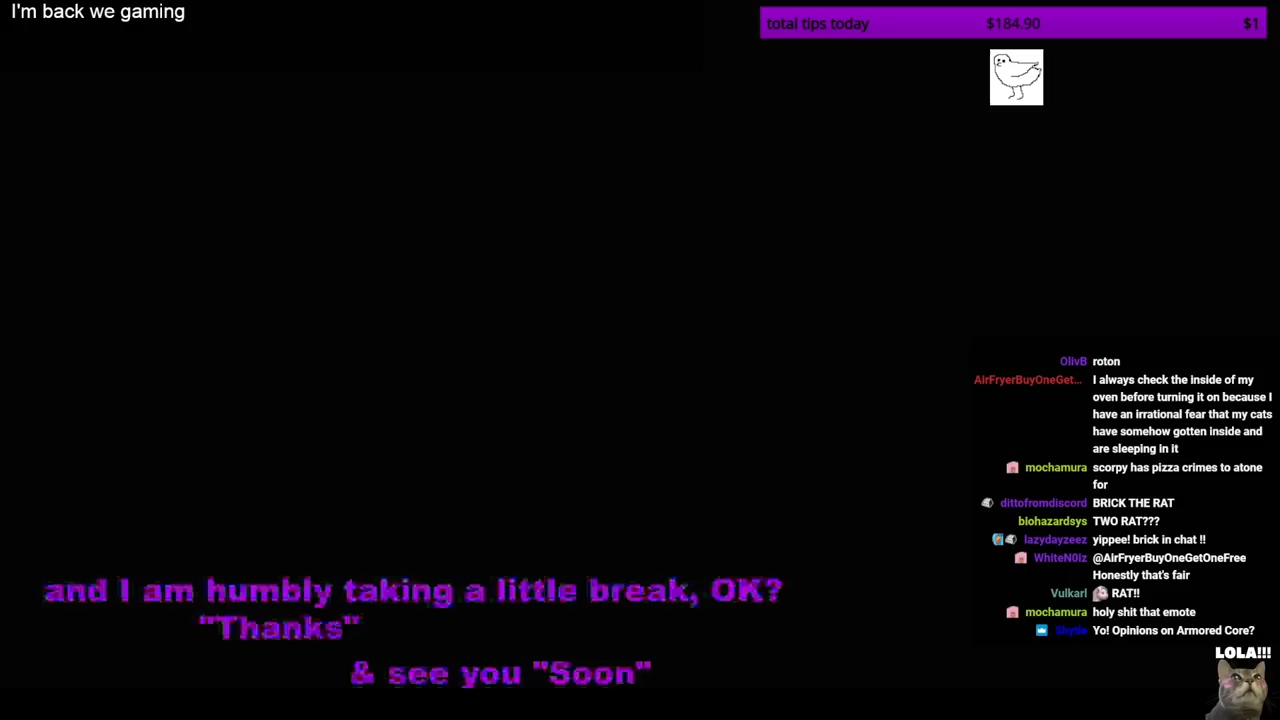 I'm back we gaming
total tips today $184.90 $1
OlivB roton
AirFryerBuyOneGet... I always check the inside of my
oven before turning it on because I
have an irrational fear that my cats
have somehow gotten inside and
are sleeping in it
mochamura scorpy has pizza crimes to atone
for
dittofromdiscord BRICK THE RAT
biohazardsys TWO RAT???
lazydayzeez yippee! brick in chat !!
WhiteN0iz @AirFryerBuyOneGetOneFree
Honestly that's fair
Vulkarl RAT!!
mochamura holy shit that emote
Yo! Opinions on Armored Core?
and I am humbly taking a little break, OK?
"Thanks"
& see you "Soon"
LOLA!!!